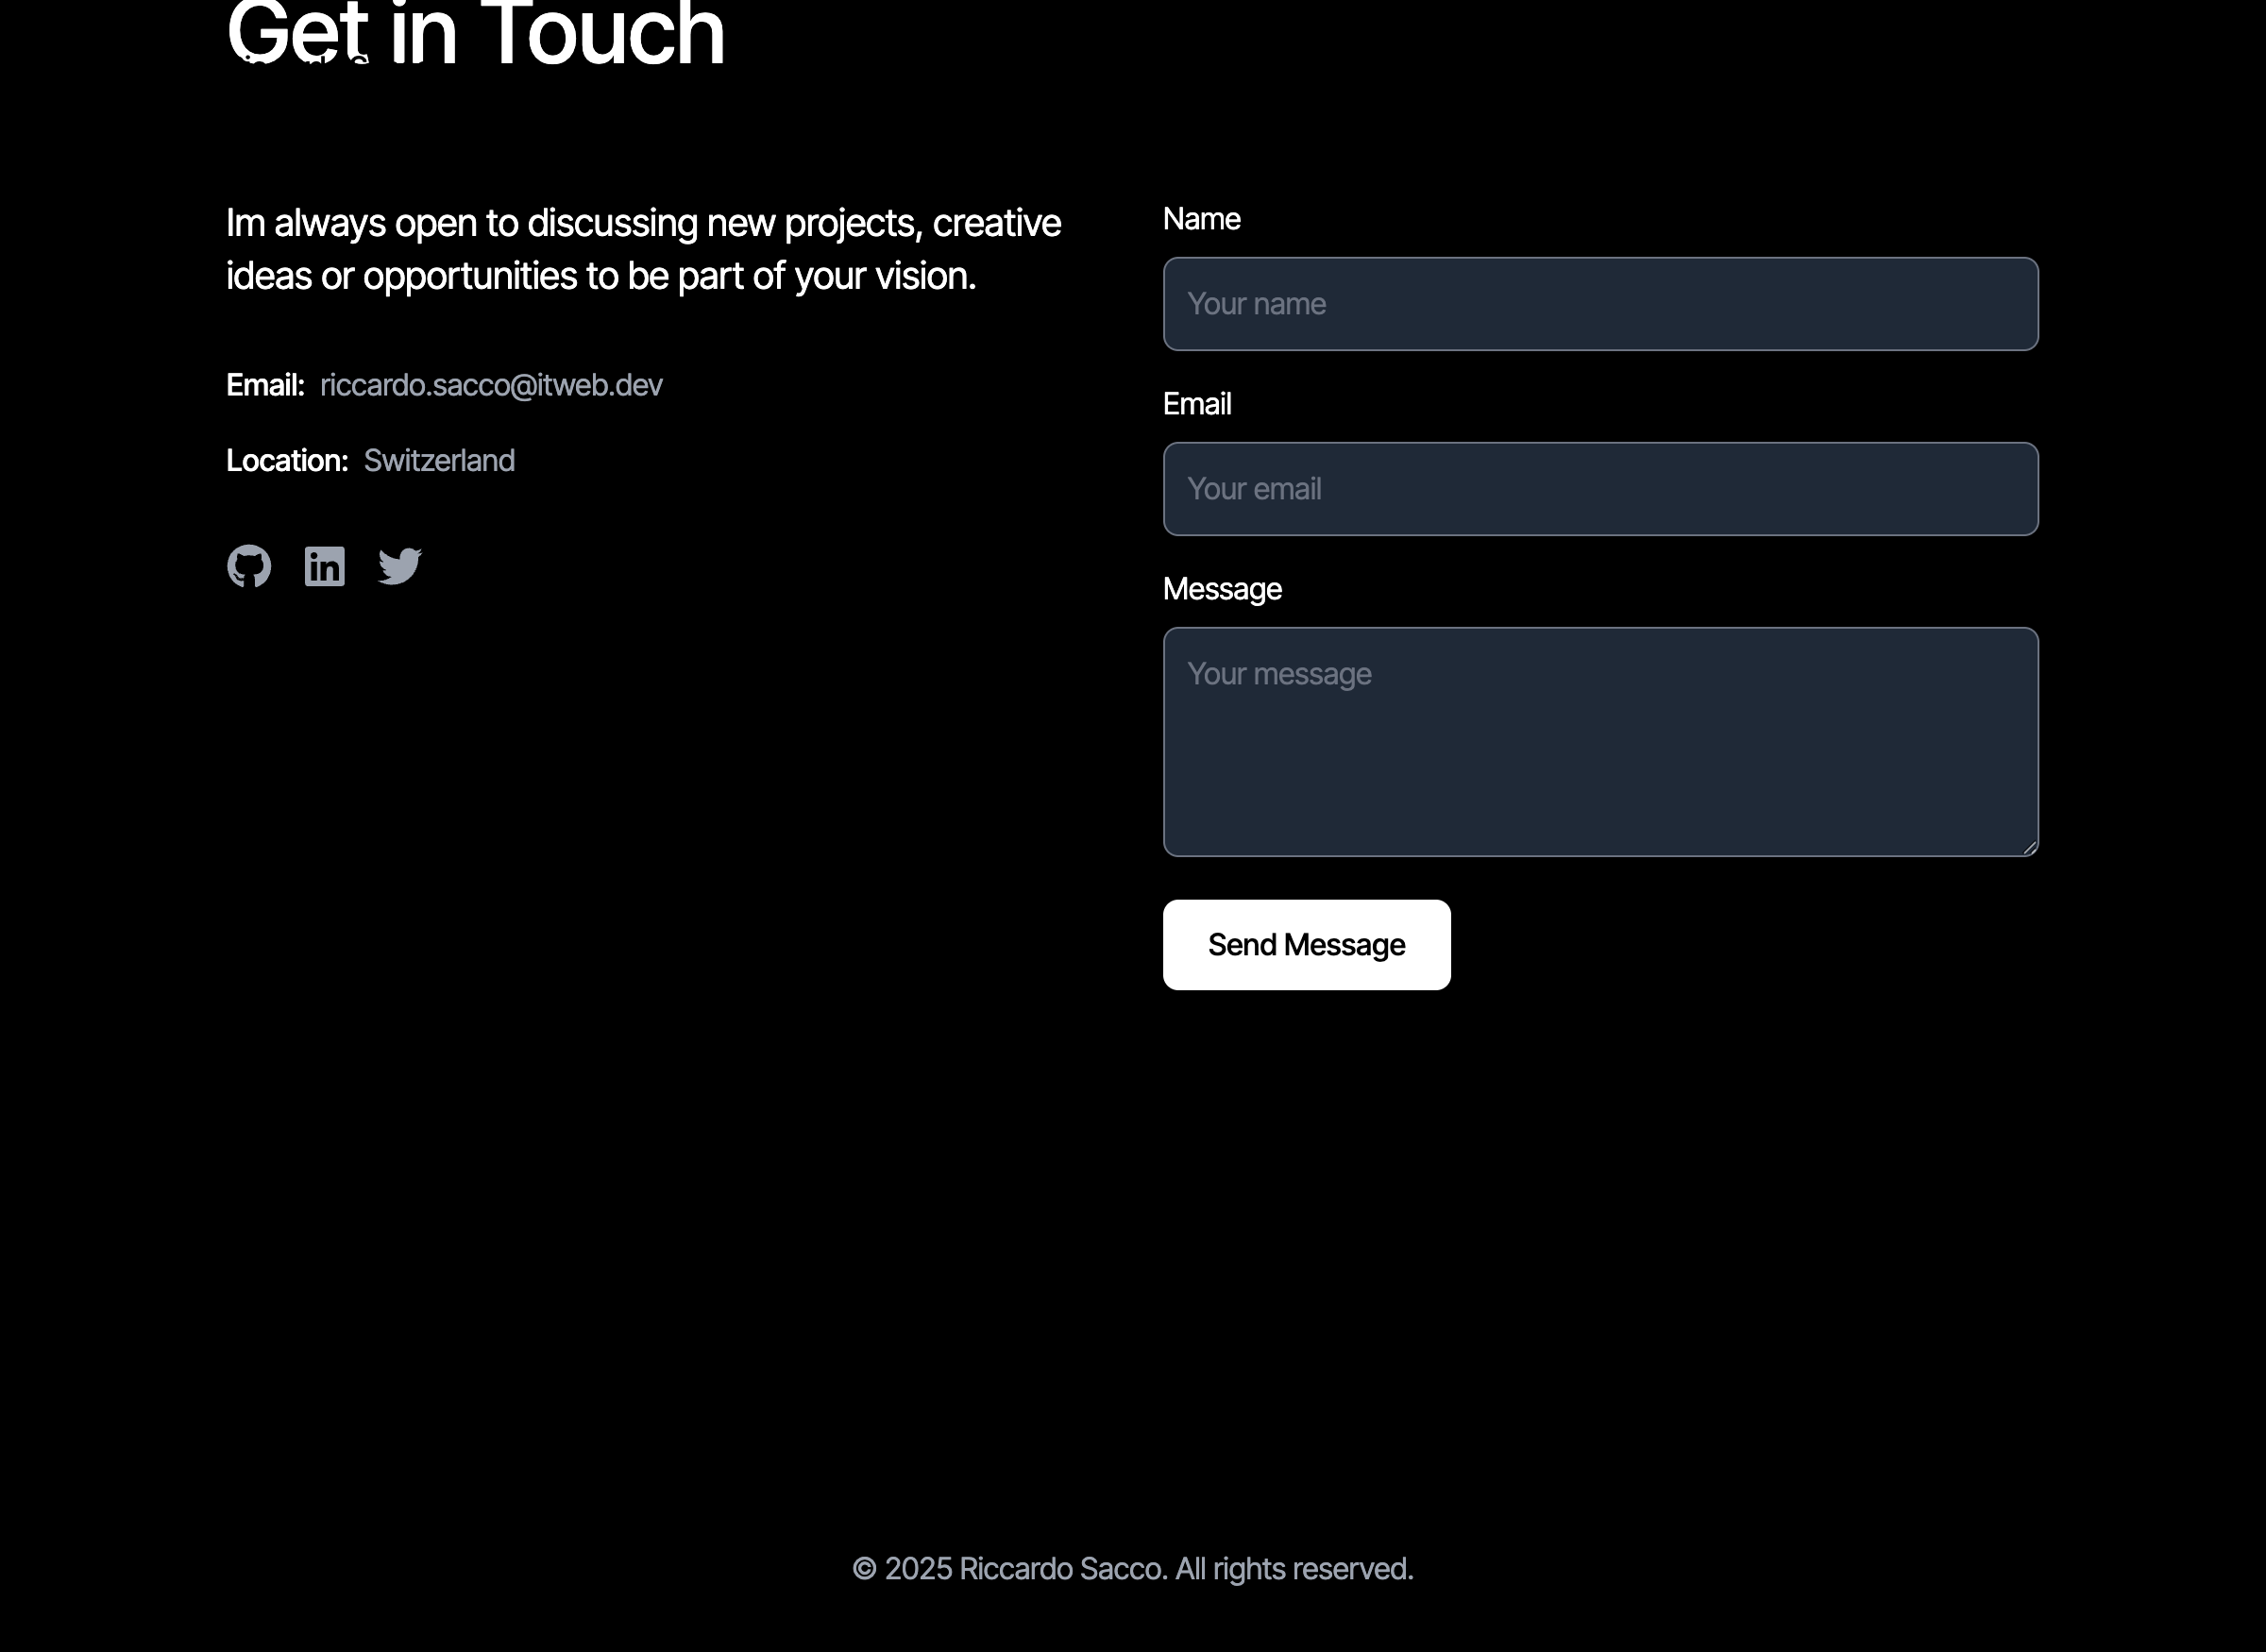 Get in Touch
Im always open to discussing new projects, creative
ideas or opportunities to be part of your vision.
Email: riccardo.sacco@itweb.dev
Location: Switzerland
in
Name
Your name
Email
Your email
Message
Your message
Send Message
© 2025 Riccardo Sacco. All rights reserved.